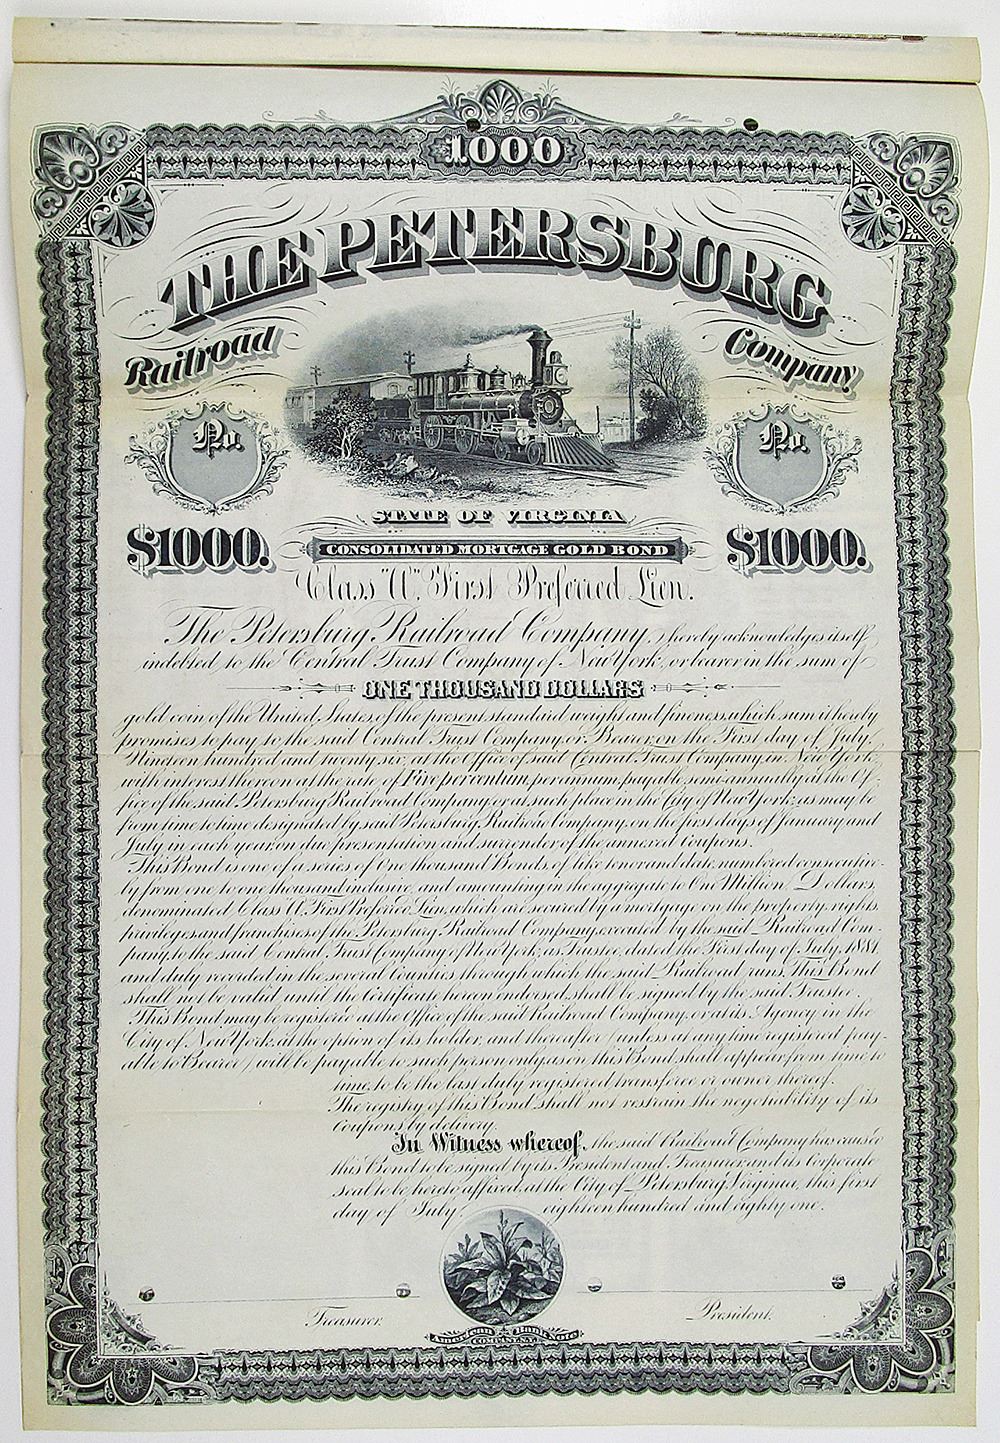 1000
THE PETERSBURG
Railroad Company
No. No.
STATE OF VIRGINIA
$1000. $1000.
CONSOLIDATED MORTGAGE GOLD BOND
Class "A" First Preferred Lien.
The Petersburg Railroad Company, hereby acknowledges itself
indebted to the Central Trust Company of New York, or bearer in the sum of
ONE THOUSAND DOLLARS
gold coin of the United States, of the present standard weight and fineness, which sum it hereby
promises to pay to the said Central Trust Company, or Bearer, on the First day of July,
Nineteen hundred and twenty six, at the Office of said Central Trust Company in New York,
with interest thereon at the rate of Five per centum, per annum, payable semi-annually at the Of-
fice of the said Petersburg Railroad Company, or at such place in the City of New York, as may be
from time to time designated by said Petersburg Railroad Company, on the first days of January and
July in each year, on due presentation and surrender of the annexed Coupons.
This Bond is one of a series of One thousand Bonds, of like tenor and date, numbered consecutive-
ly from one to one thousand inclusive, and amounting in the aggregate to One Million Dollars,
denominated Class A, First Preferred Lien, which are secured by a mortgage on the property, rights,
privileges and franchises of the Petersburg Railroad Company, executed by the said Railroad Com-
pany, to the said Central Trust Company of New York, as Trustee, dated the First day of July, 1881,
and duly recorded in the several Counties through which the said Railroad runs. This Bond
shall not be valid until the Certificate hereon endorsed, shall be signed by the said Trustee.
This Bond may be registered at the Office of the said Railroad Company, or at its Agency in the
City of New York, at the option of its holder, and thereafter (unless at any time registered pay-
able to Bearer) will be payable to such person only, as on this Bond shall appear from time to
time, to be the last duly registered transferee or owner thereof.
The registry of this Bond shall not restrain the negotiability of its
Coupons by delivery.
In Witness whereof, the said Railroad Company has caused
this Bond to be signed by its President and Treasurer and its Corporate
seal to be hereto affixed, at the City of Petersburg, Virginia, this first
day of July eighteen hundred and eighty one.
Treasurer. President.
American Bank Note
COMPANY N.Y.